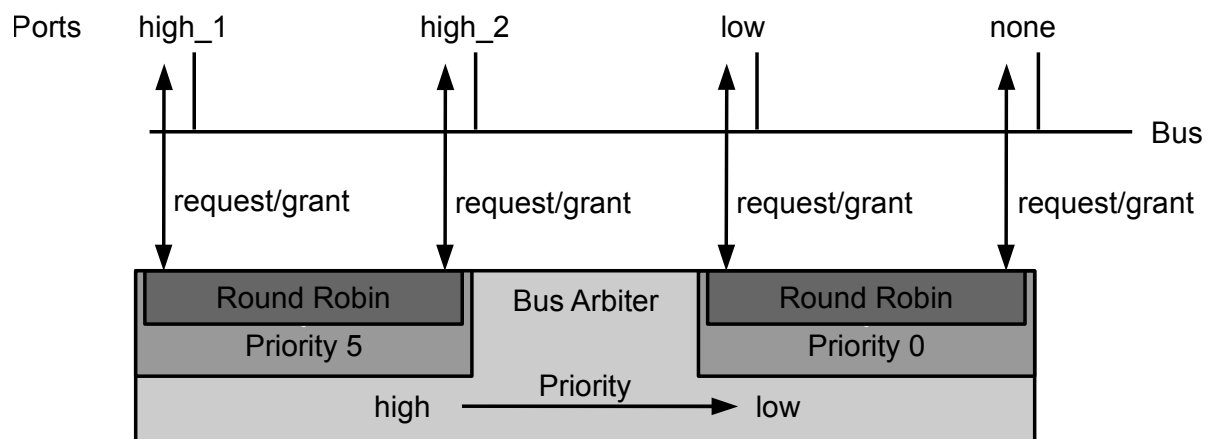 Ports high_1 high_2 low none
Bus
request/grant request/grant request/grant request/grant
Round Robin Bus Arbiter Round Robin
Priority 5 Priority 0
Priority
high low